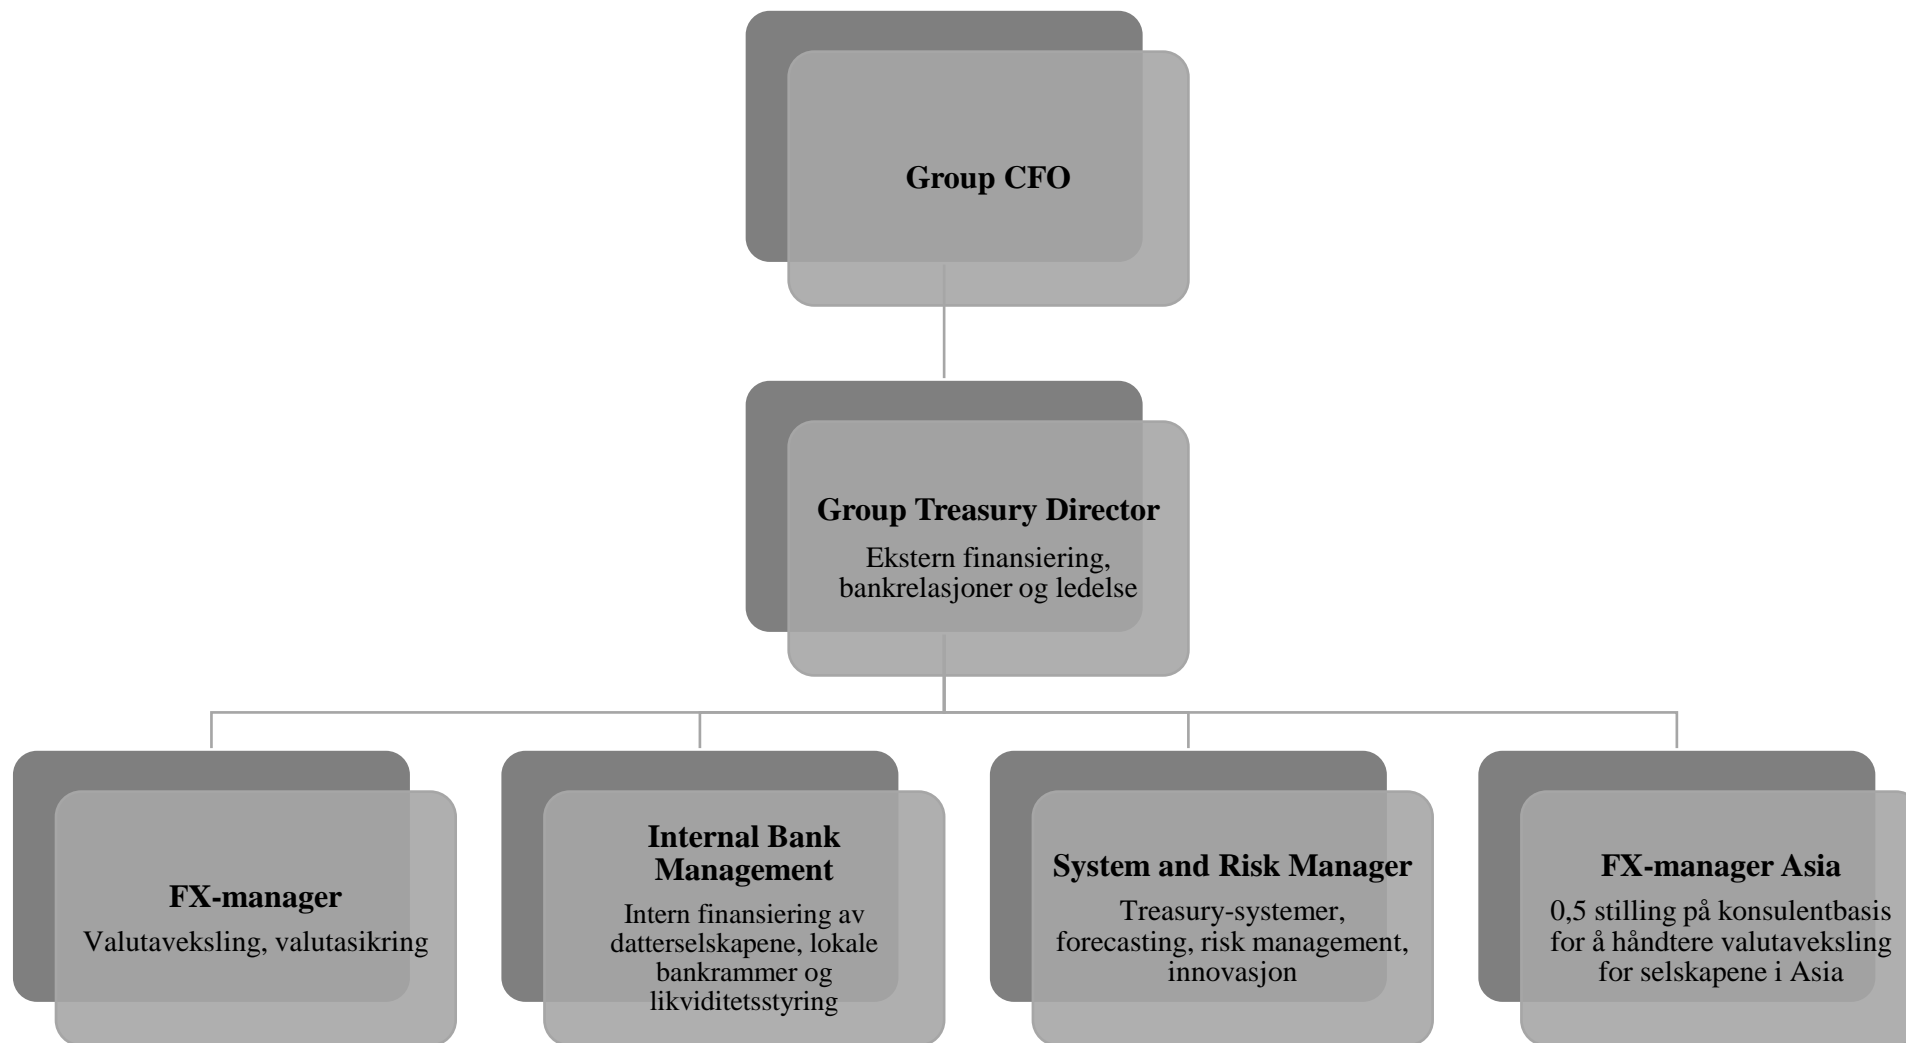 Group CFO
Group Treasury Director
Ekstern finansiering,
bankrelasjoner og ledelse
FX-manager
Valutaveksling, valutasikring
Internal Bank
Management
Intern finansiering av
datterselskapene, lokale
bankrammer og
likviditetsstyring
System and Risk Manager
Treasury-systemer,
forecasting, risk management,
innovasjon
FX-manager Asia
0,5 stilling på konsulentbasis
for å håndtere valutaveksling
for selskapene i Asia